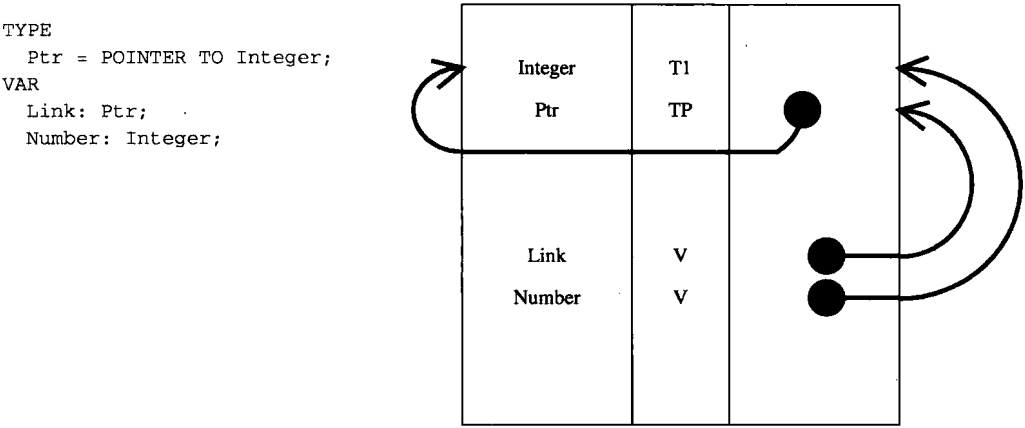 TYPE
Ptr = POINTER TO Integer;
VAR
Link: Ptr;
Number: Integer;
Integer T1
Ptr TP
Link V
Number V